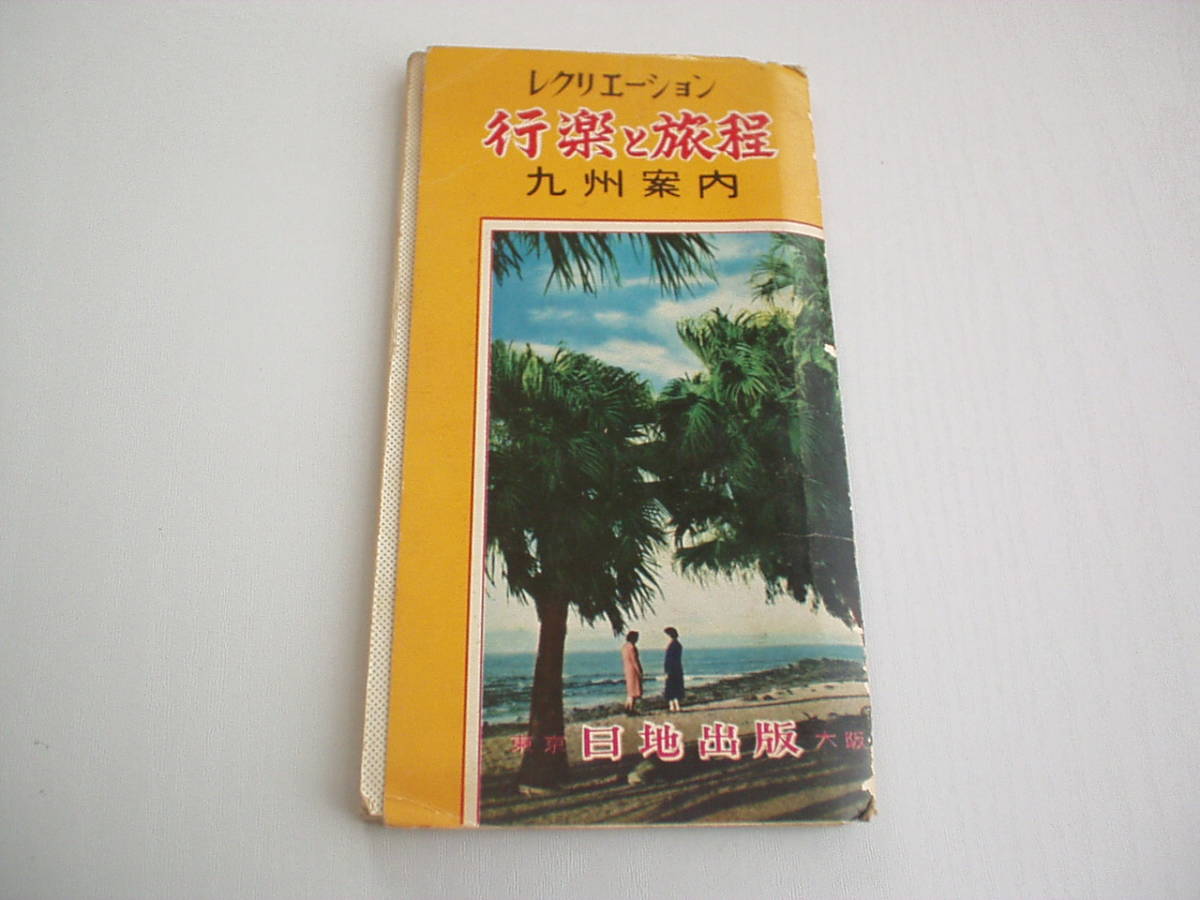 レクリエーション
行楽と旅程
九州案内
東京 日地出版 大阪